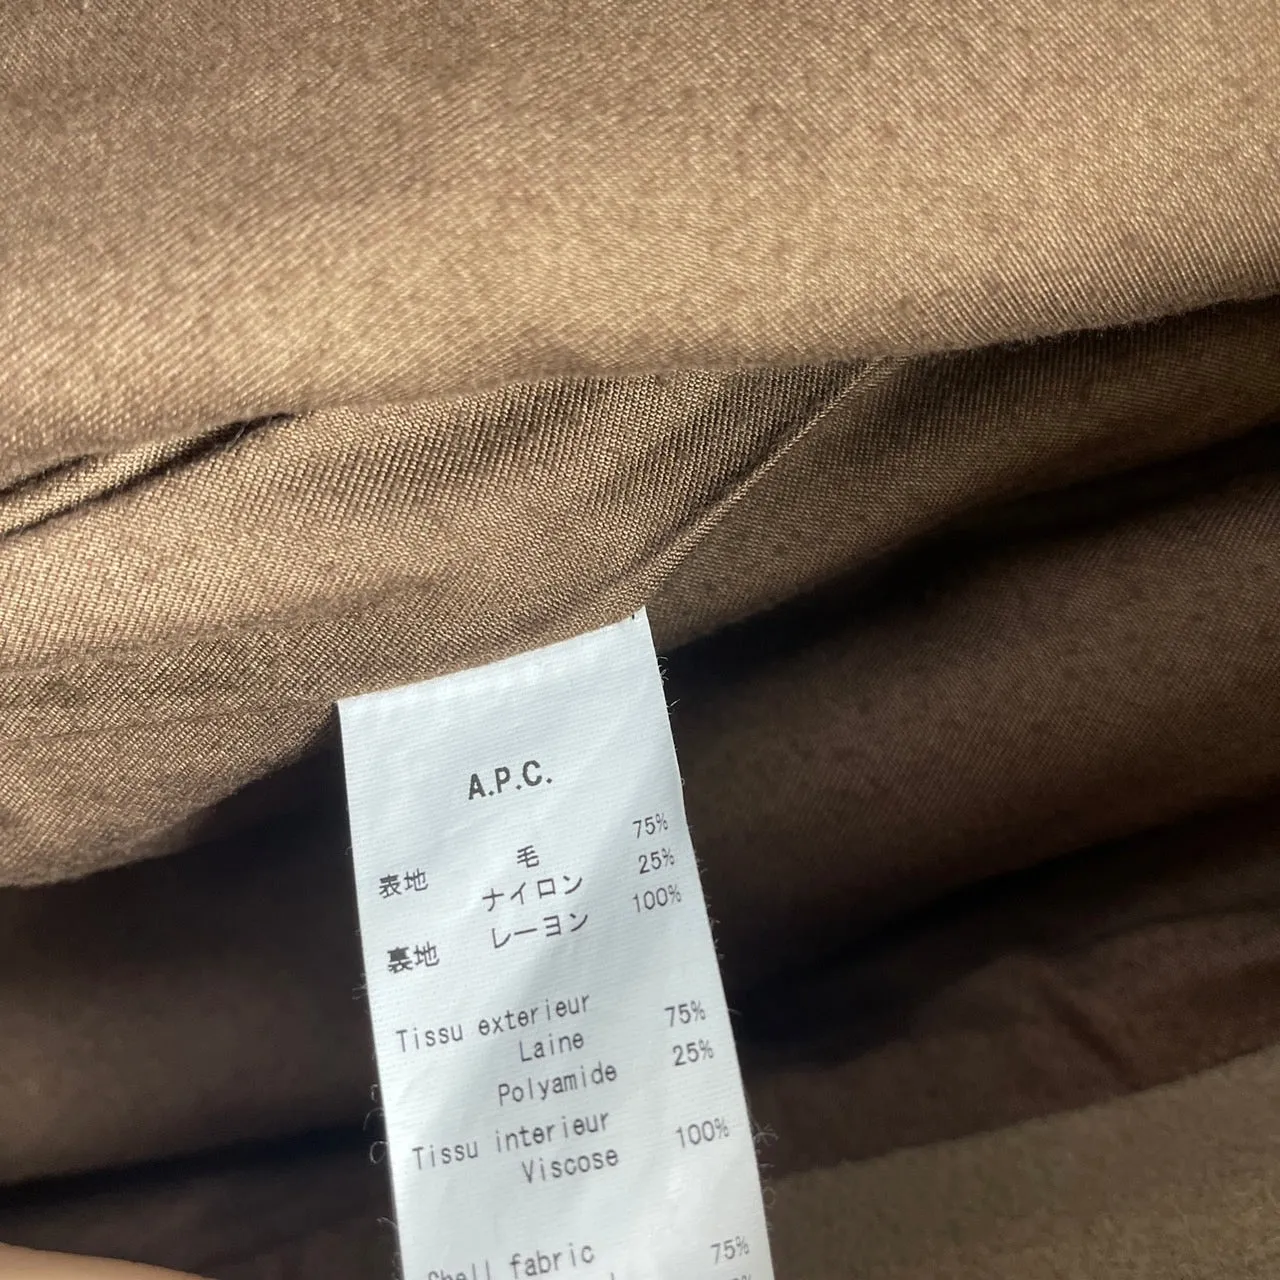 A.P.C.
表地 毛 75%
ナイロン 25%
裏地 レーヨン 100%
Tissu exterieur
Laine 75%
Polyamide 25%
Tissu interieur
Viscose 100%
Shell fabric
75%